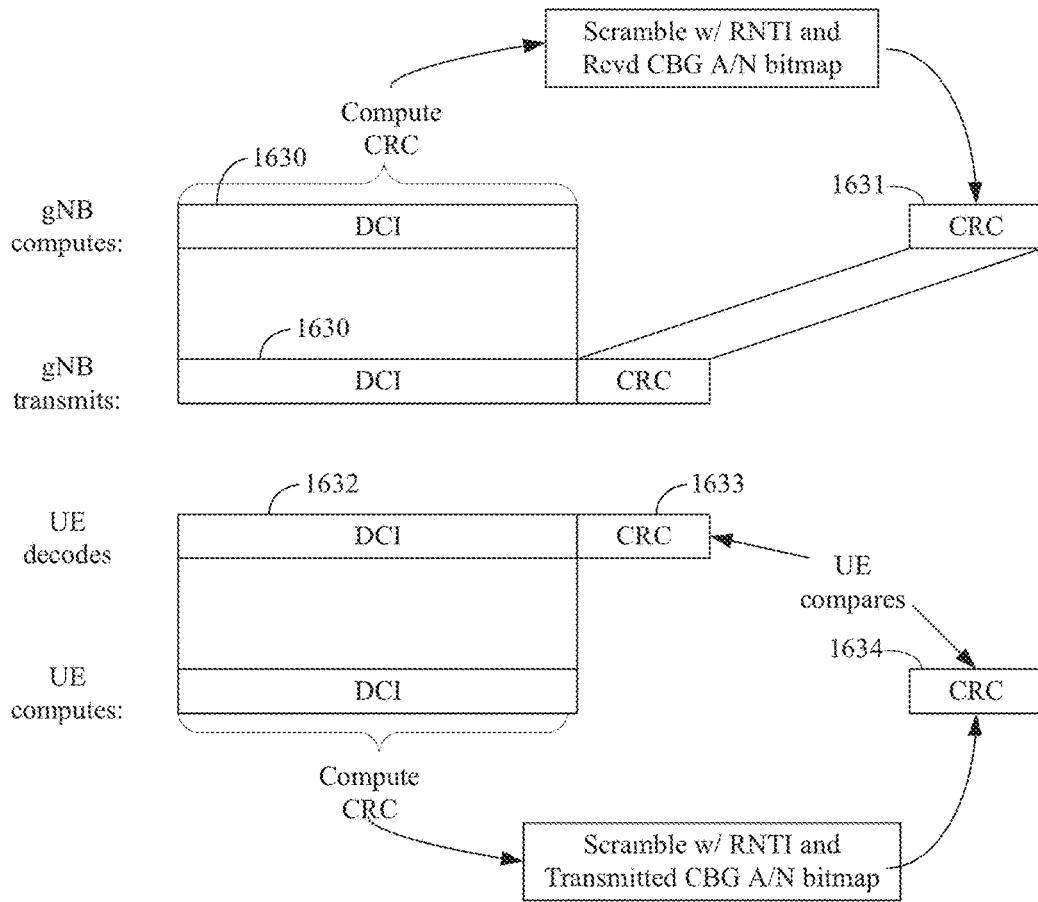 Scramble w/ RNTI and
Rcvd CBG A/N bitmap
Compute
CRC
1630
1631
gNB
computes:
DCI
CRC
1630
gNB
transmits:
DCI
CRC
1632
1633
UE
decodes
DCI
CRC
UE
compares
1634
UE
computes:
DCI
CRC
Compute
CRC
Scramble w/ RNTI and
Transmitted CBG A/N bitmap